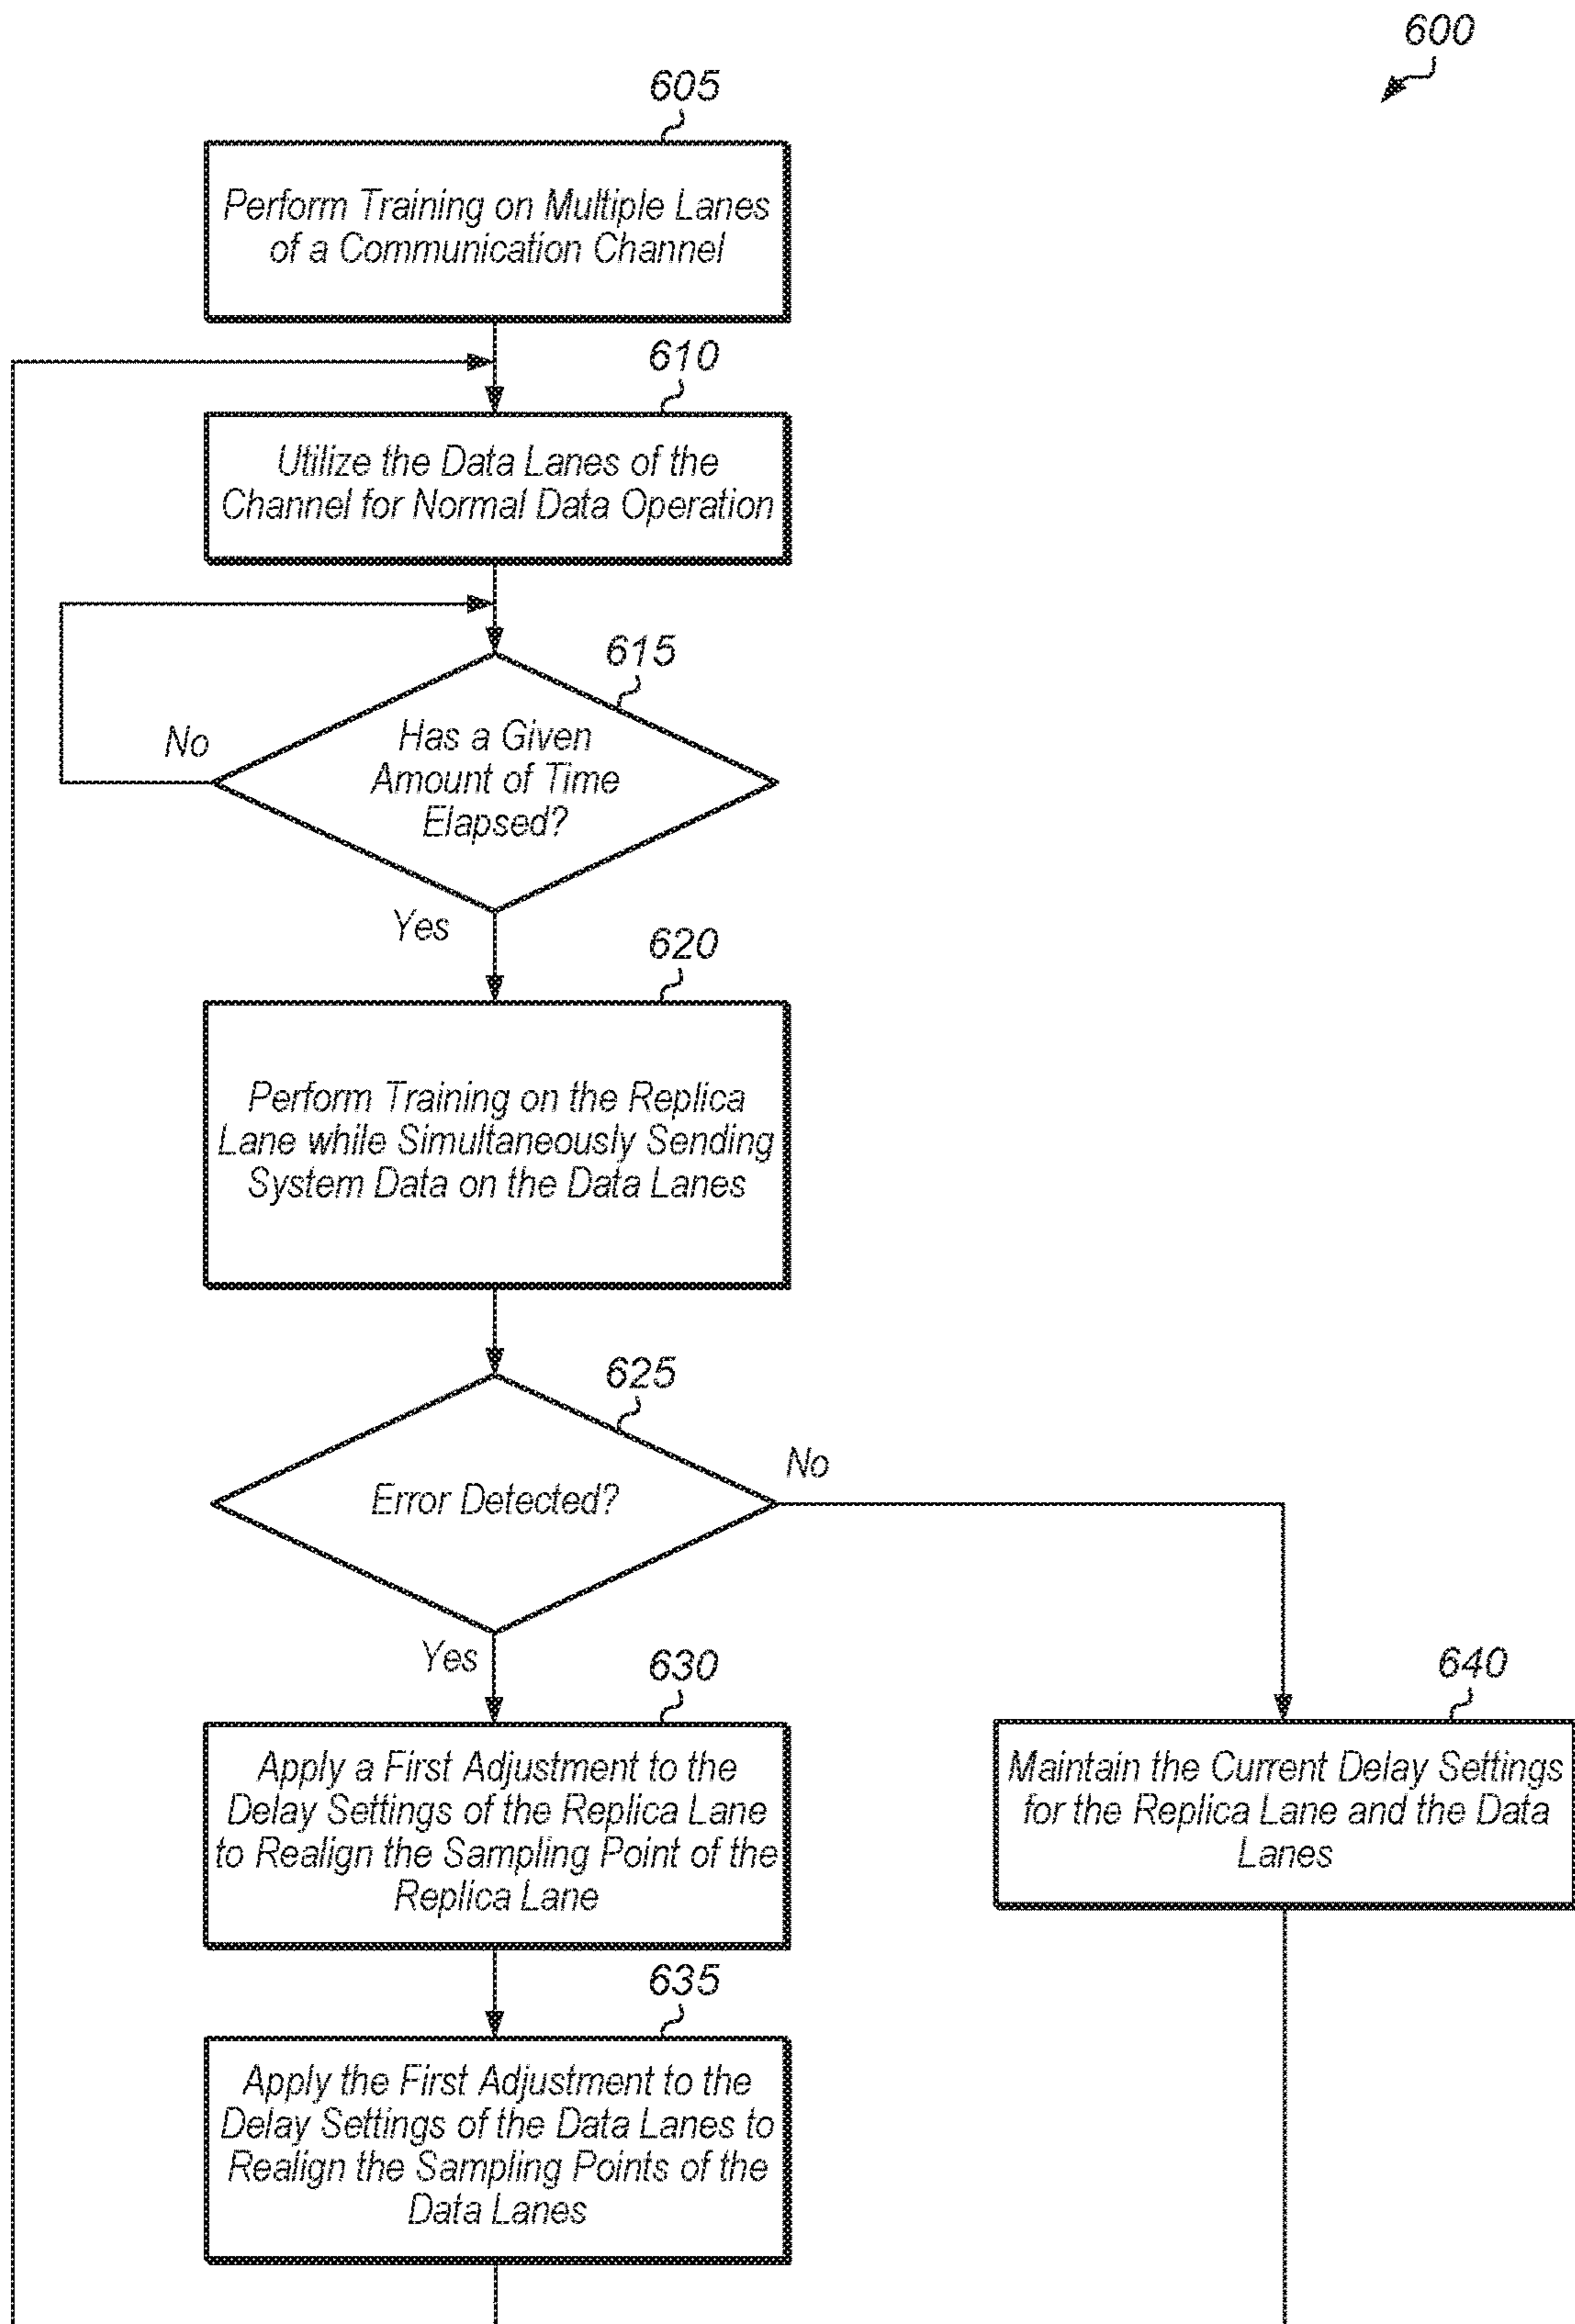 600
605
Perform Training on Multiple Lanes
of a Communication Channel
610
Utilize the Data Lanes of the
Channel for Normal Data Operation
615
Has a Given
Amount of Time
Elapsed?
No
Yes
620
Perform Training on the Replica
Lane while Simultaneously Sending
System Data on the Data Lanes
625
Error Detected?
No
Yes
630
Apply a First Adjustment to the
Delay Settings of the Replica Lane
to Realign the Sampling Point of the
Replica Lane
640
Maintain the Current Delay Settings
for the Replica Lane and the Data
Lanes
635
Apply the First Adjustment to the
Delay Settings of the Data Lanes to
Realign the Sampling Points of the
Data Lanes